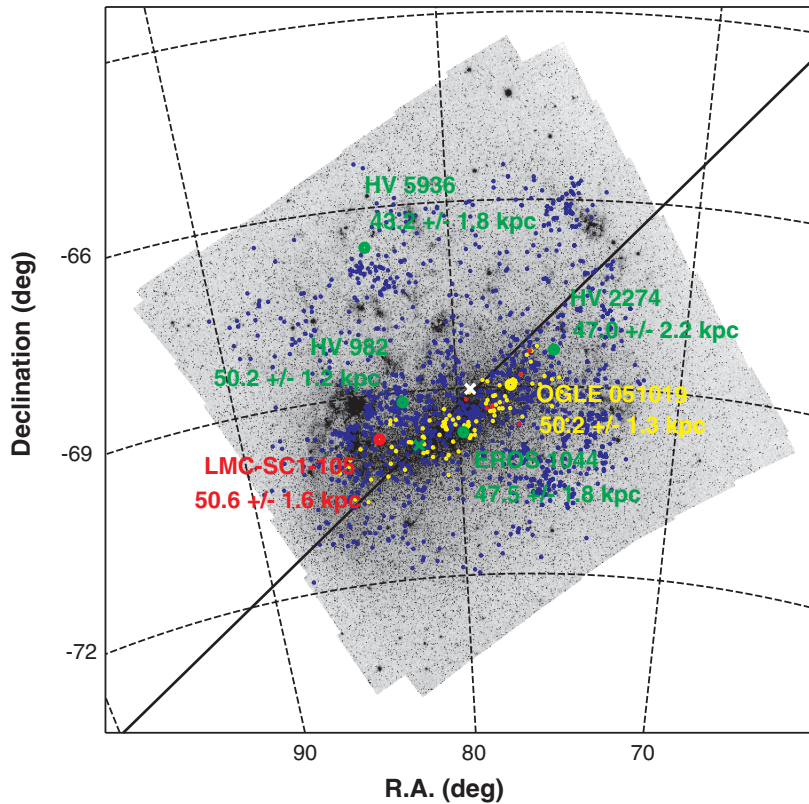 HV 5936
43.2 +/- 1.8 kpc
HV 2274
47.0 +/- 2.2 kpc
HV 982
50.2 +/- 1.2 kpc
OGLE 051019
50.2 +/- 1.3 kpc
LMC-SC1-105
50.6 +/- 1.6 kpc
EROS 1044
47.5 +/- 1.8 kpc
Declination (deg)
-66
-69
-72
90 80 70
R.A. (deg)